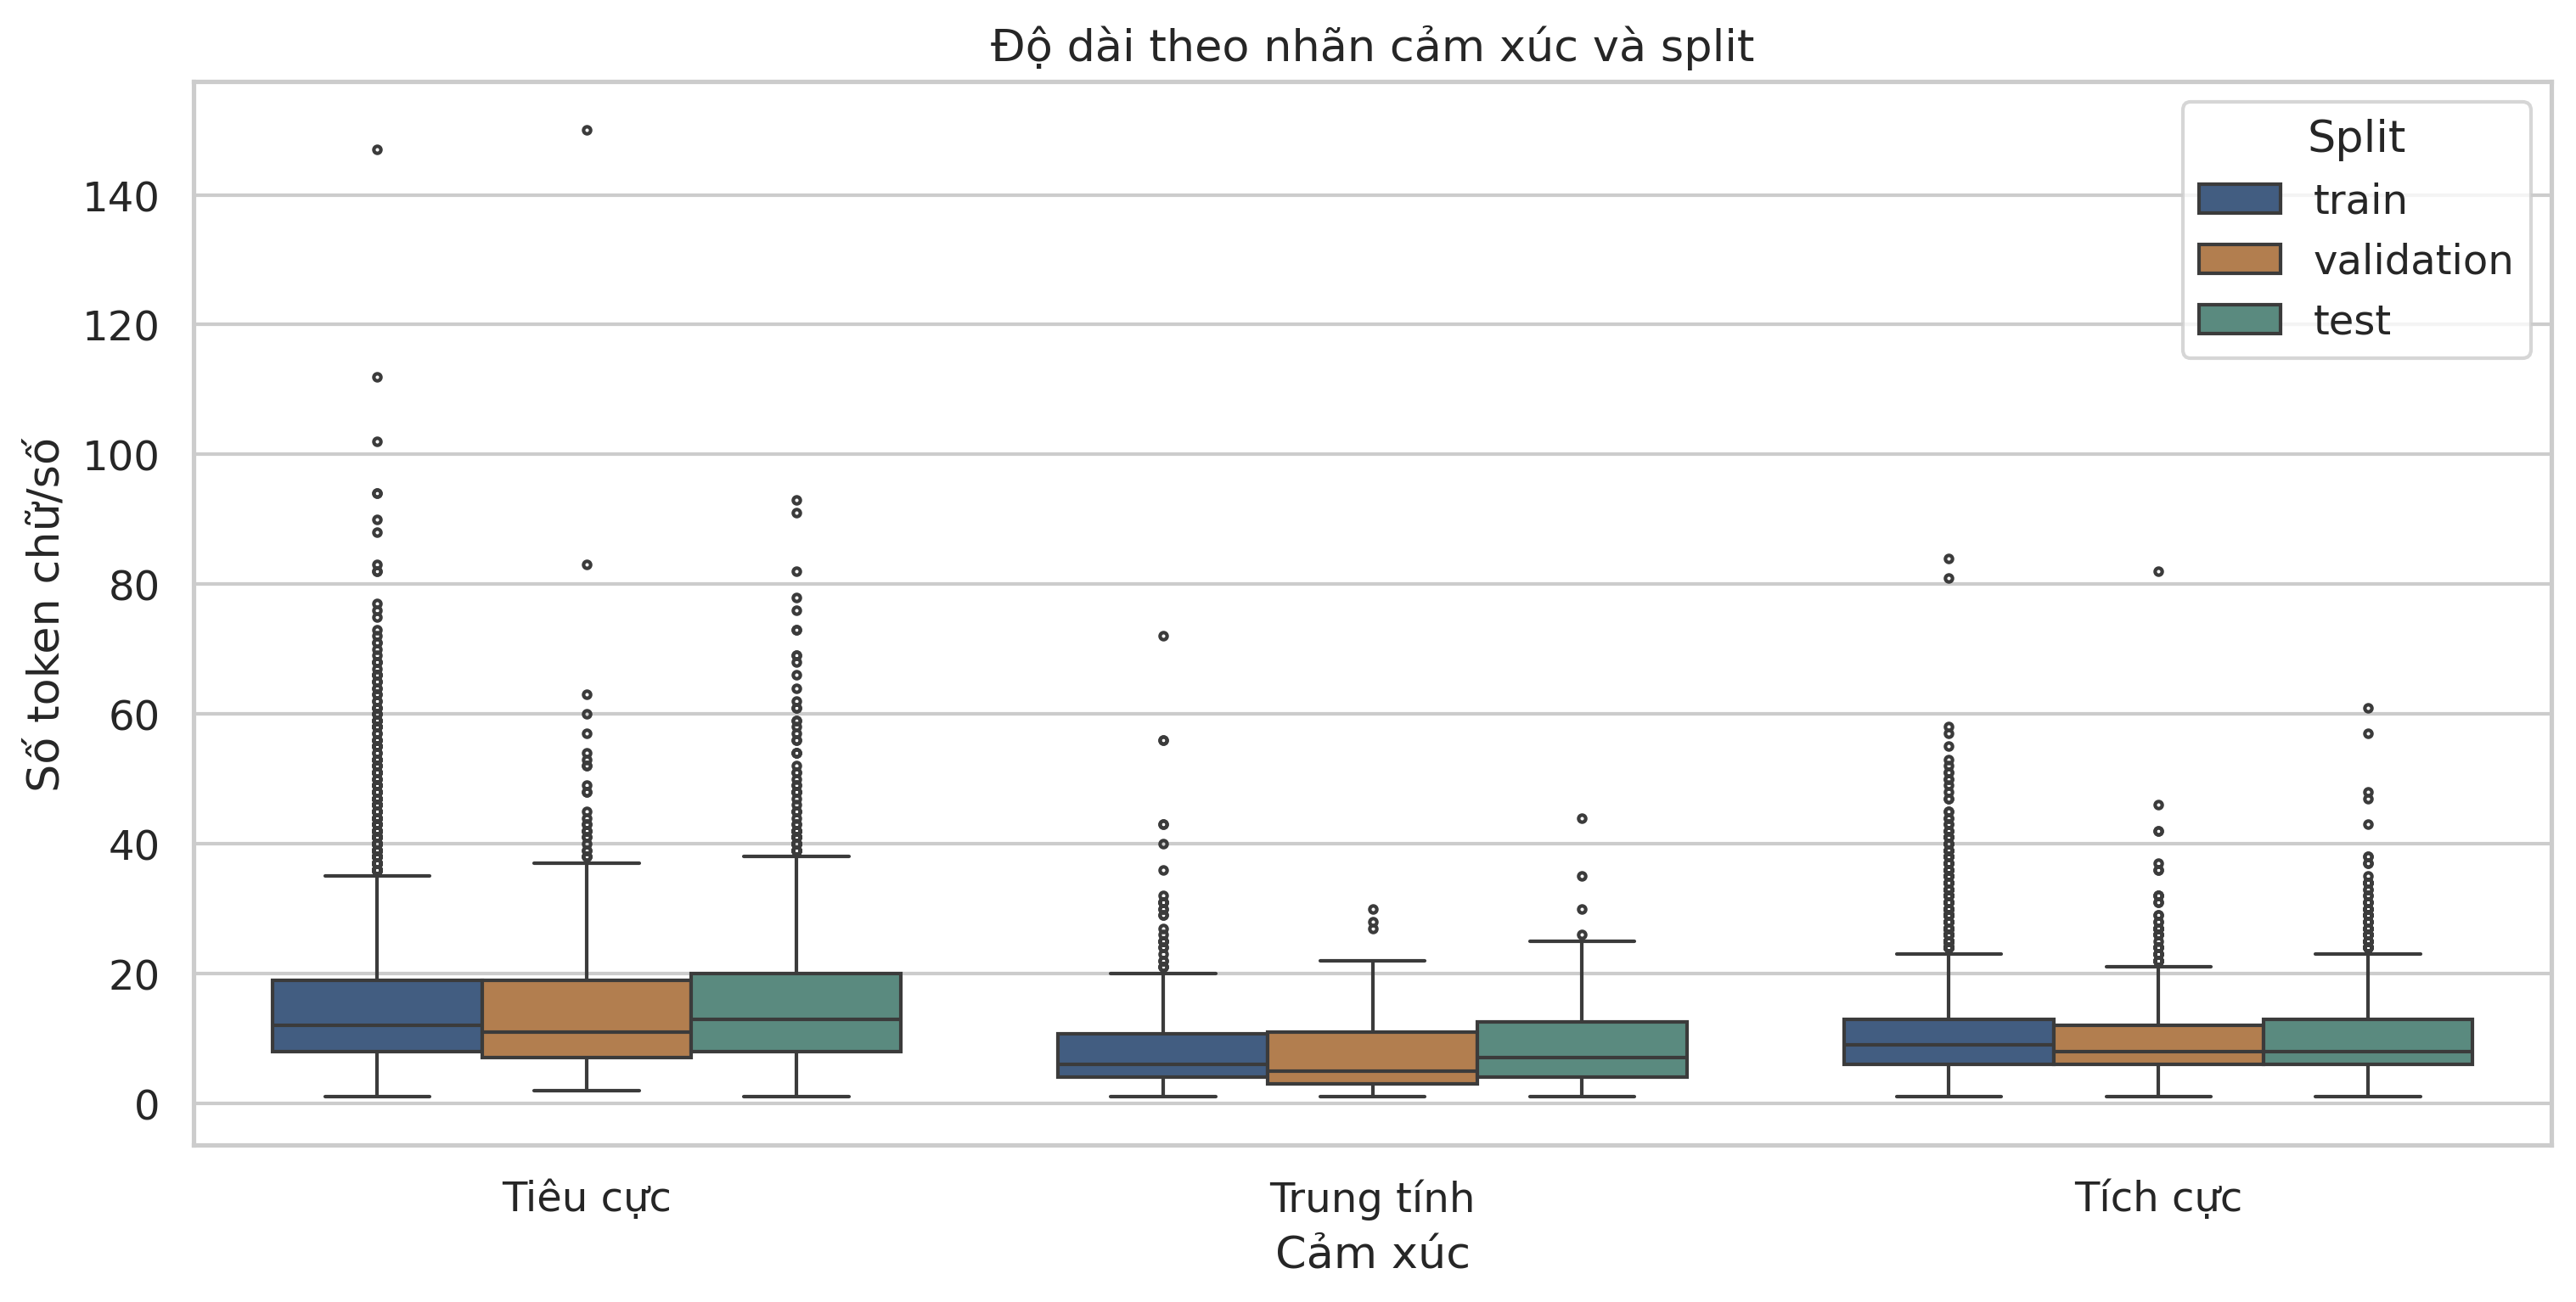 Độ dài theo nhãn cảm xúc và split
Split
train
validation
test
Số token chữ/số
140
120
100
80
60
40
20
0
Tiêu cực
Trung tính
Tích cực
Cảm xúc